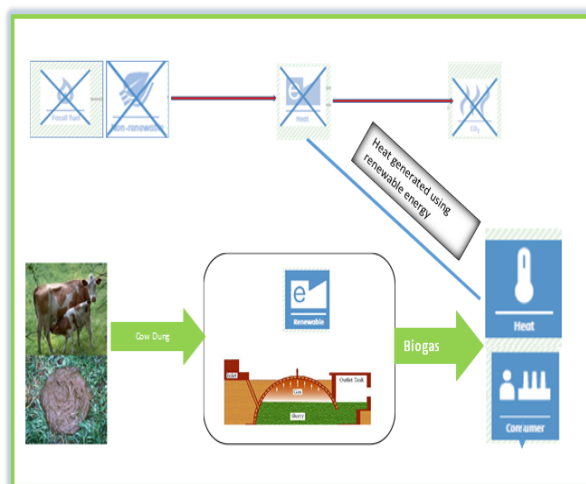 Fossil fuel
Non-renewable
Heat
CO₂
Heat generated using
renewable energy
Cow Dung
e
Renewable
Inlet
Gas
Outlet Tank
Slurry
Biogas
Heat
Consumer